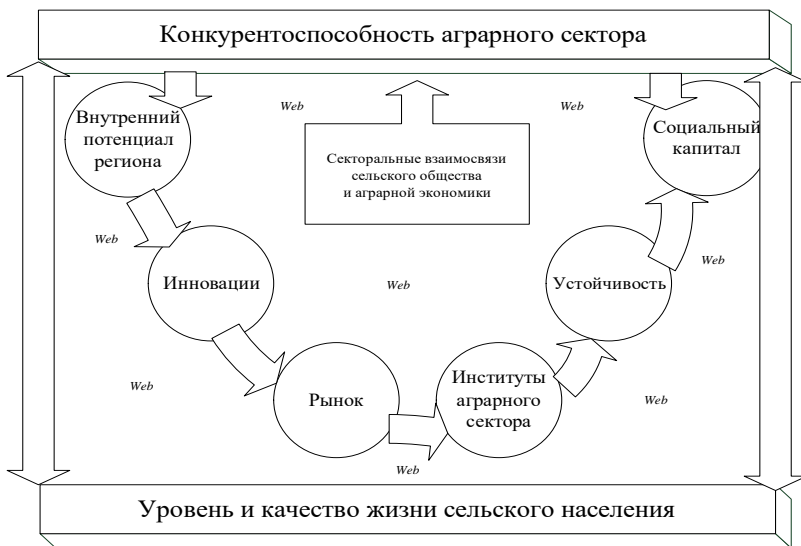 Конкурентоспособность аграрного сектора
Web
Web
Внутренний
потенциал
региона
Социальный
капитал
Секторальные взаимосвязи
сельского общества
и аграрной экономики
Web
Web
Инновации
Web
Устойчивость
Web
Рынок
Институты
аграрного
сектора
Web
Web
Уровень и качество жизни сельского населения